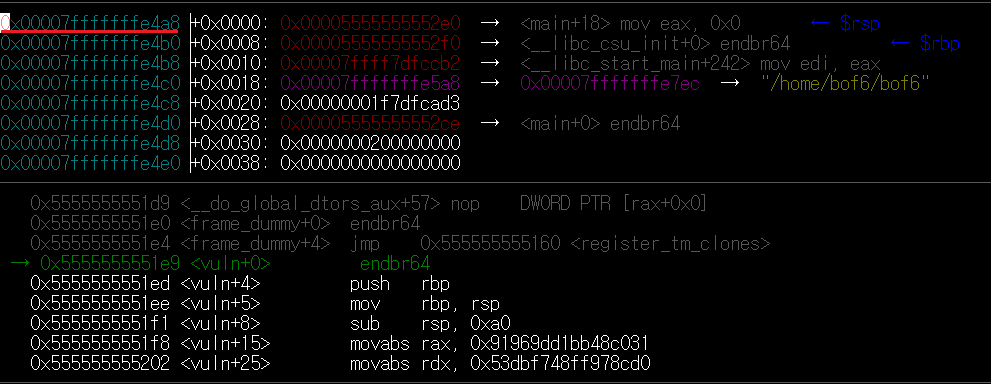 0x00007fffffffe4a8 +0x0000: 0x00005555555552e0 → <main+18> mov eax, 0x0 ← $rsp
0x00007fffffffe4b0 +0x0008: 0x00005555555552f0 → <__libc_csu_init+0> endbr64 ← $rbp
0x00007fffffffe4b8 +0x0010: 0x00007ffff7dfccb2 → <__libc_start_main+242> mov edi, eax
0x00007fffffffe4c0 +0x0018: 0x00007fffffffe5a8 → 0x00007fffffffe7ec → "/home/bof6/bof6"
0x00007fffffffe4c8 +0x0020: 0x00000001f7dfcad3
0x00007fffffffe4d0 +0x0028: 0x00005555555552ce → <main+0> endbr64
0x00007fffffffe4d8 +0x0030: 0x0000000200000000
0x00007fffffffe4e0 +0x0038: 0x0000000000000000
0x5555555551d9 <__do_global_dtors_aux+57> nop DWORD PTR [rax+0x0]
0x5555555551e0 <frame_dummy+0> endbr64
0x5555555551e4 <frame_dummy+4> jmp 0x555555555160 <register_tm_clones>
→ 0x5555555551e9 <vuln+0> endbr64
0x5555555551ed <vuln+4> push rbp
0x5555555551ee <vuln+5> mov rbp, rsp
0x5555555551f1 <vuln+8> sub rsp, 0xa0
0x5555555551f8 <vuln+15> movabs rax, 0x91969dd1bb48c031
0x555555555202 <vuln+25> movabs rdx, 0x53dbf748ff978cd0